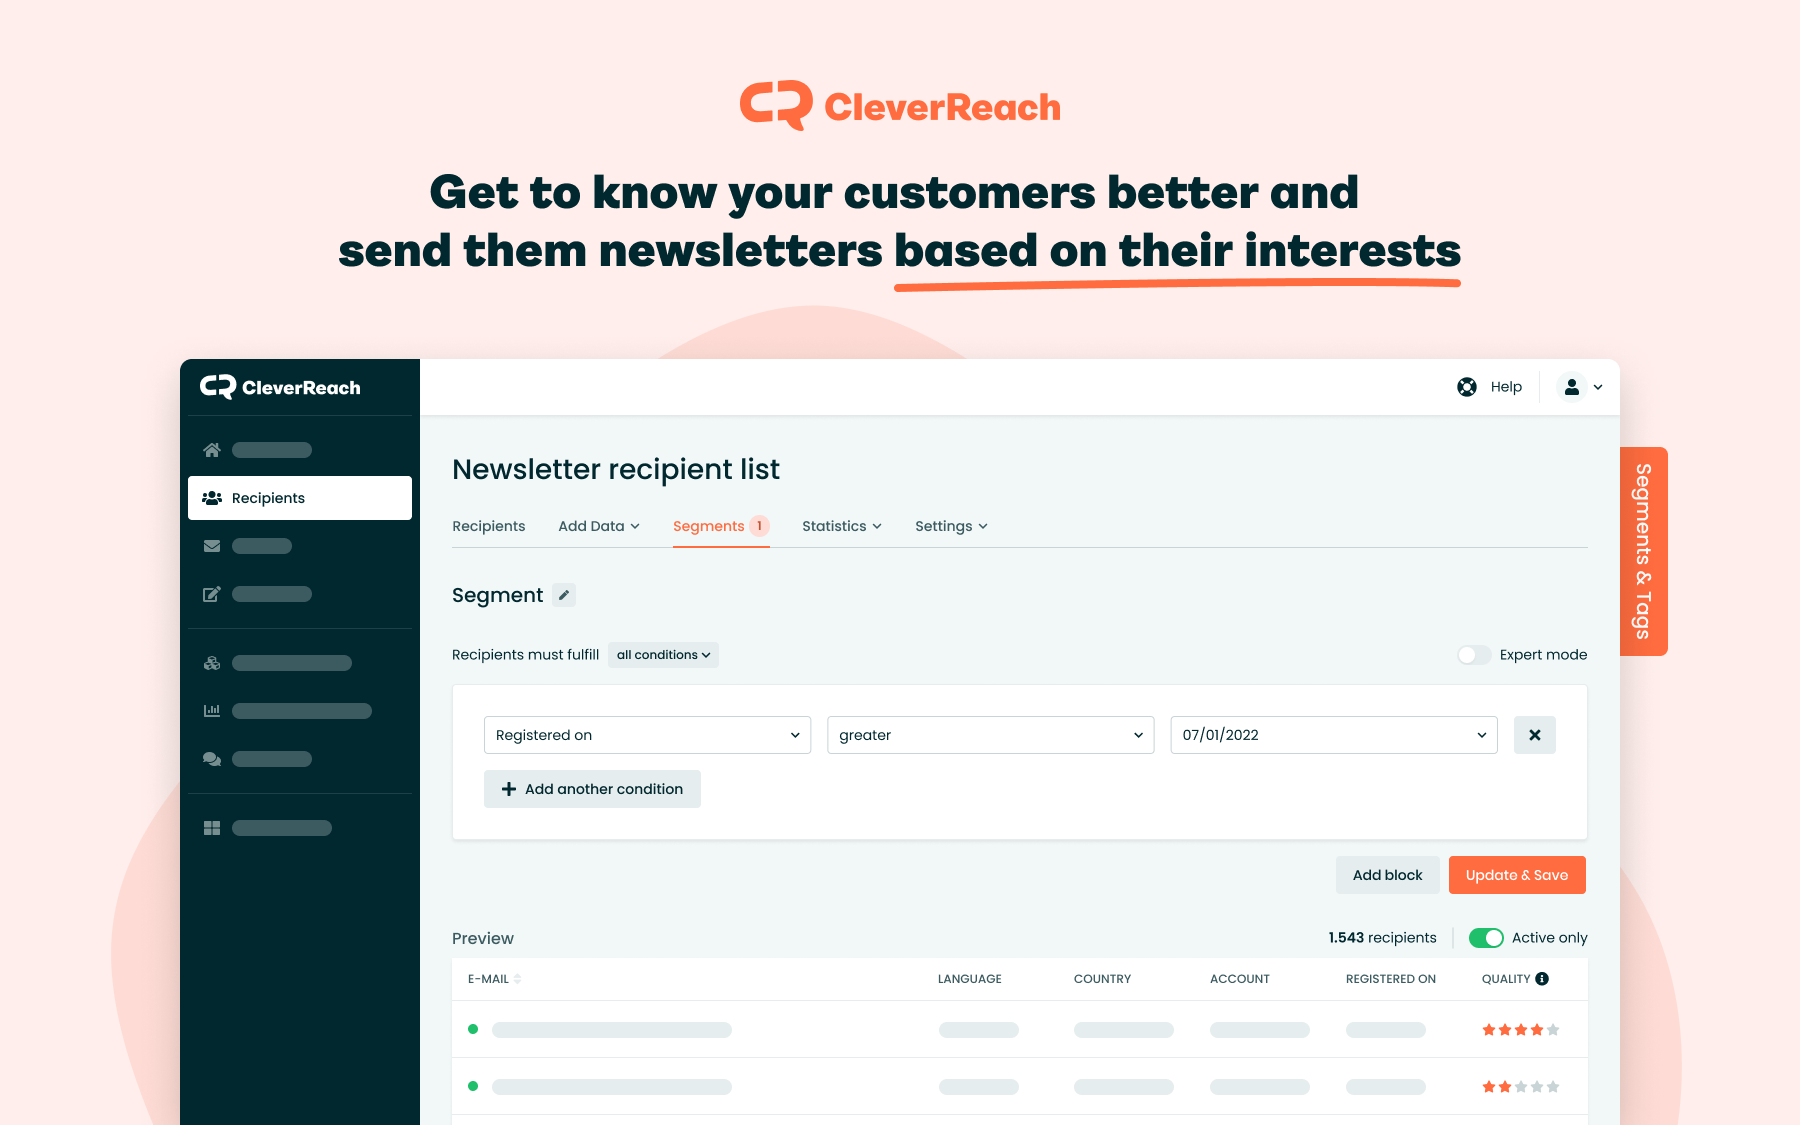 CleverReach
Get to know your customers better and
send them newsletters based on their interests
CleverReach
Help
Recipients
Newsletter recipient list
Recipients Add Data Segments 1 Statistics Settings
Segments & Tags
Segment
Recipients must fulfill all conditions Expert mode
Registered on greater 07/01/2022
Add another condition
Add block Update & Save
Preview 1.543 recipients Active only
E-MAIL LANGUAGE COUNTRY ACCOUNT REGISTERED ON QUALITY